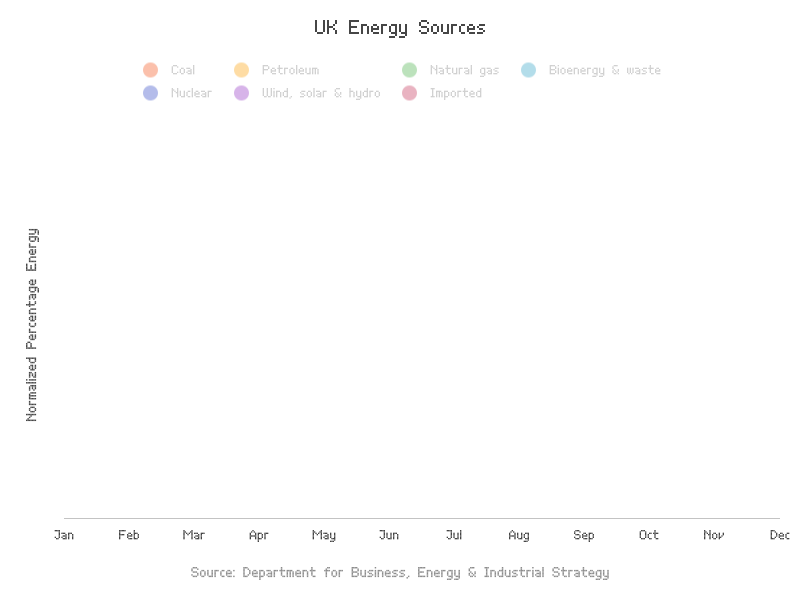 UK Energy Sources
Coal Petroleum Natural gas Bioenergy & waste
Nuclear Wind, solar & hydro Imported
Normalized Percentage Energy
Jan Feb Mar Apr May Jun Jul Aug Sep Oct Nov Dec
Source: Department for Business, Energy & Industrial Strategy